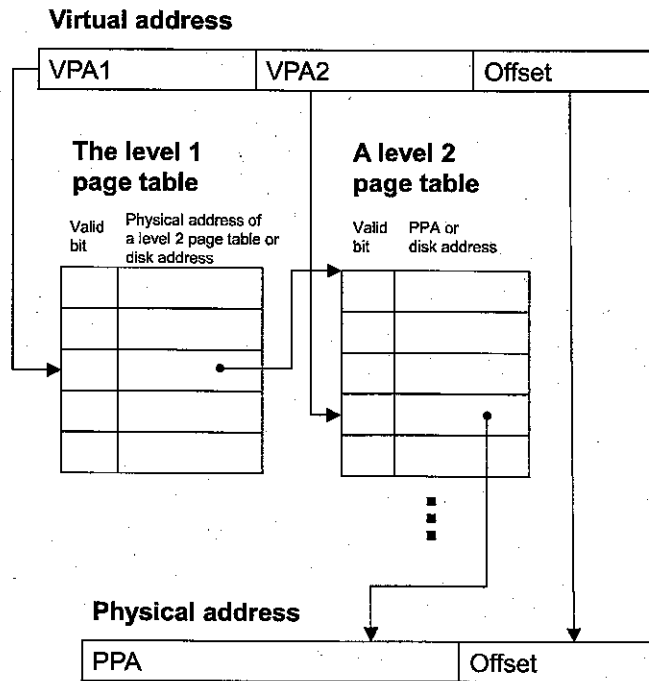 Virtual address
VPA1 VPA2 Offset
The level 1
page table
A level 2
page table
Valid
bit
Physical address of
a level 2 page table or
disk address
Valid
bit
PPA or
disk address
Physical address
PPA Offset